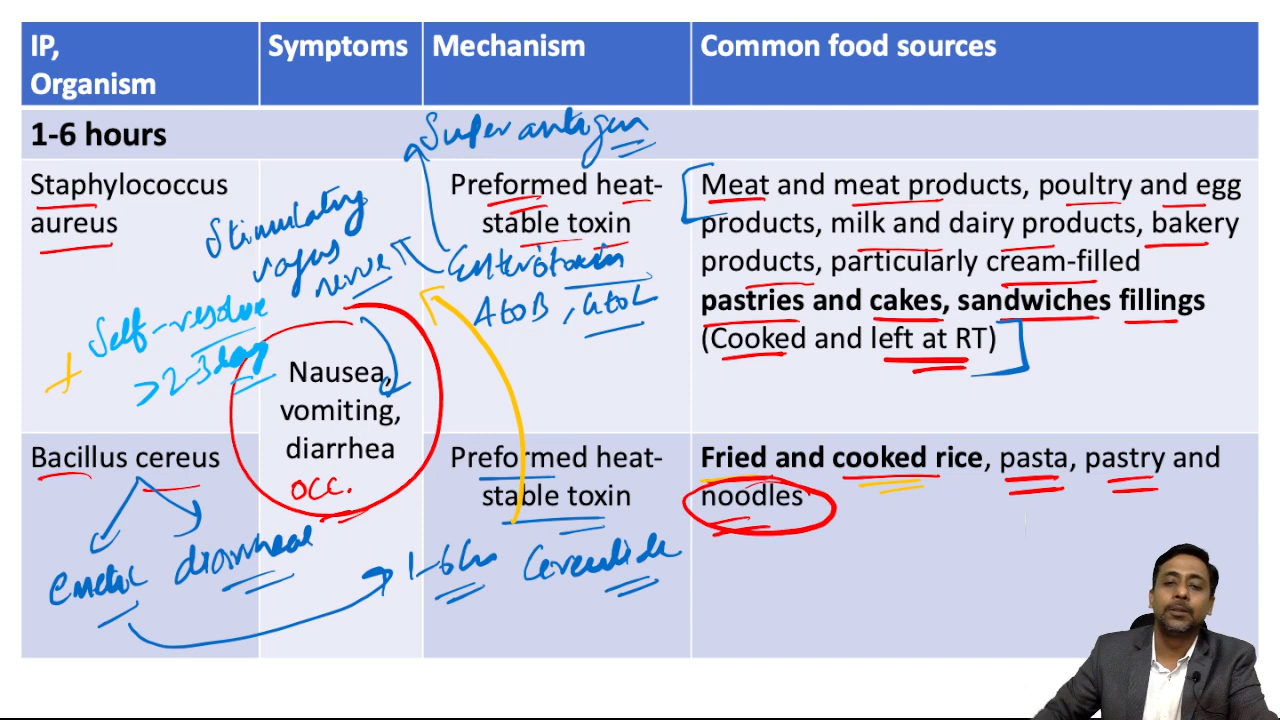 IP,
Organism
Symptoms
Mechanism
Common food sources
1-6 hours
Super antigen
Staphylococcus
aureus
Stimulating
vagus
nerve
Preformed heat-
stable toxin
Enterotoxin
A to B, G to L
Meat and meat products, poultry and egg
products, milk and dairy products, bakery
products, particularly cream-filled
pastries and cakes, sandwiches fillings
(Cooked and left at RT)
Self-resolve
>2-3 day
Nausea,
vomiting,
diarrhea
occ.
Bacillus cereus
emetic
diarrheal
Preformed heat-
stable toxin
1-6hr
Cereulide
Fried and cooked rice, pasta, pastry and
noodles